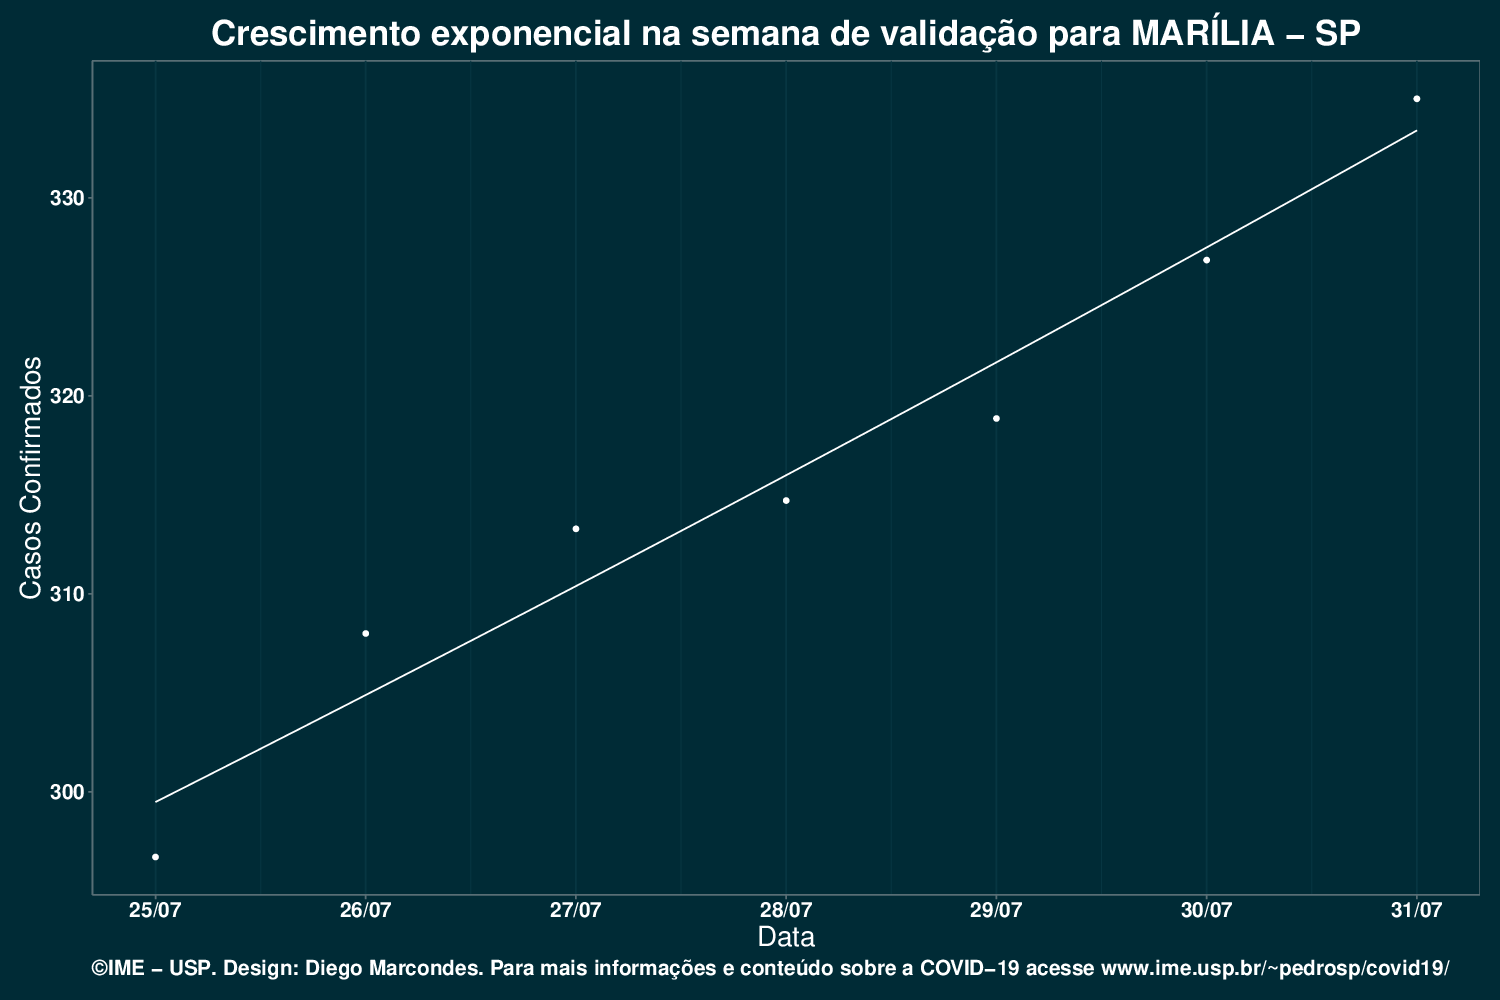 Crescimento exponencial na semana de validação para MARÍLIA – SP
Casos Confirmados
330
320
310
300
25/07 26/07 27/07 28/07 29/07 30/07 31/07
Data
©IME – USP. Design: Diego Marcondes. Para mais informações e conteúdo sobre a COVID–19 acesse www.ime.usp.br/~pedrosp/covid19/